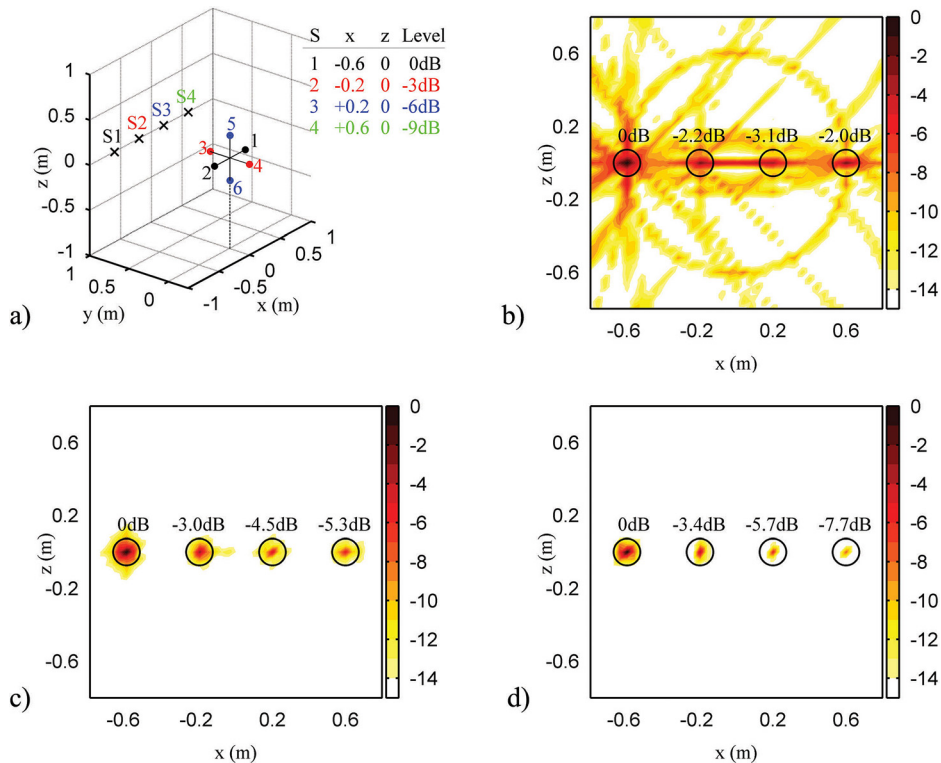 S x z Level
1 -0.6 0 0dB
2 -0.2 0 -3dB
3 +0.2 0 -6dB
4 +0.6 0 -9dB
1
0.5
0
-0.5
-1
z (m)
S1
S2
S3
S4
5
1
3
4
2
6
1
0.5
0
y (m)
-1
-0.5
0
0.5
1
x (m)
a)
0.6
0.2
-0.2
-0.6
z (m)
0dB -2.2dB -3.1dB -2.0dB
-0.6 -0.2 0.2 0.6
x (m)
0
-2
-4
-6
-8
-10
-12
-14
b)
0.6
0.2
-0.2
-0.6
z (m)
0dB -3.0dB -4.5dB -5.3dB
-0.6 -0.2 0.2 0.6
x (m)
0
-2
-4
-6
-8
-10
-12
-14
c)
0.6
0.2
-0.2
-0.6
z (m)
0dB -3.4dB -5.7dB -7.7dB
-0.6 -0.2 0.2 0.6
x (m)
0
-2
-4
-6
-8
-10
-12
-14
d)